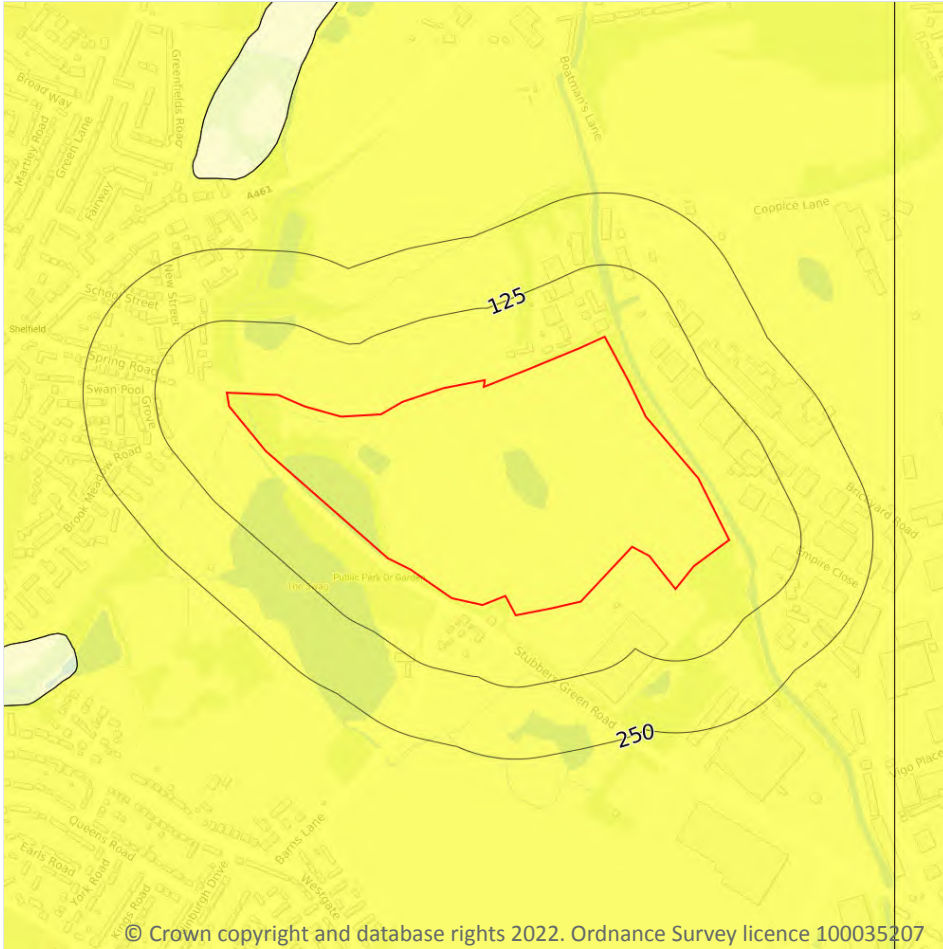 Boatman's Lane
Greenfields Road
Broad Way
Martley Road
Green Lane
Fairway
A461
Coppice Lane
New Street
School Street
125
Shelfield
Spring Road
Swan Pool
Grove
Brook Meadow Road
Brickyard Road
Empire Close
Public Park Or Garden
The Swag
Stubbers Green Road
250
Vigo Place
Barns Lane
Queens Road
Earls Road
York Road
Kings Road
Westgate
© Crown copyright and database rights 2022. Ordnance Survey licence 100035207